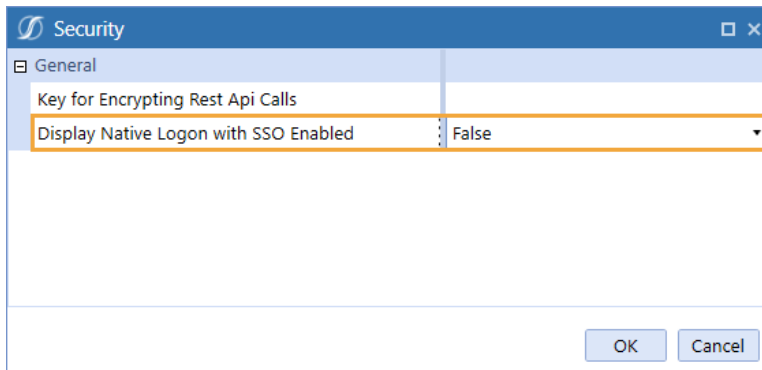 Security
General
Key for Encrypting Rest Api Calls
Display Native Logon with SSO Enabled False
OK Cancel